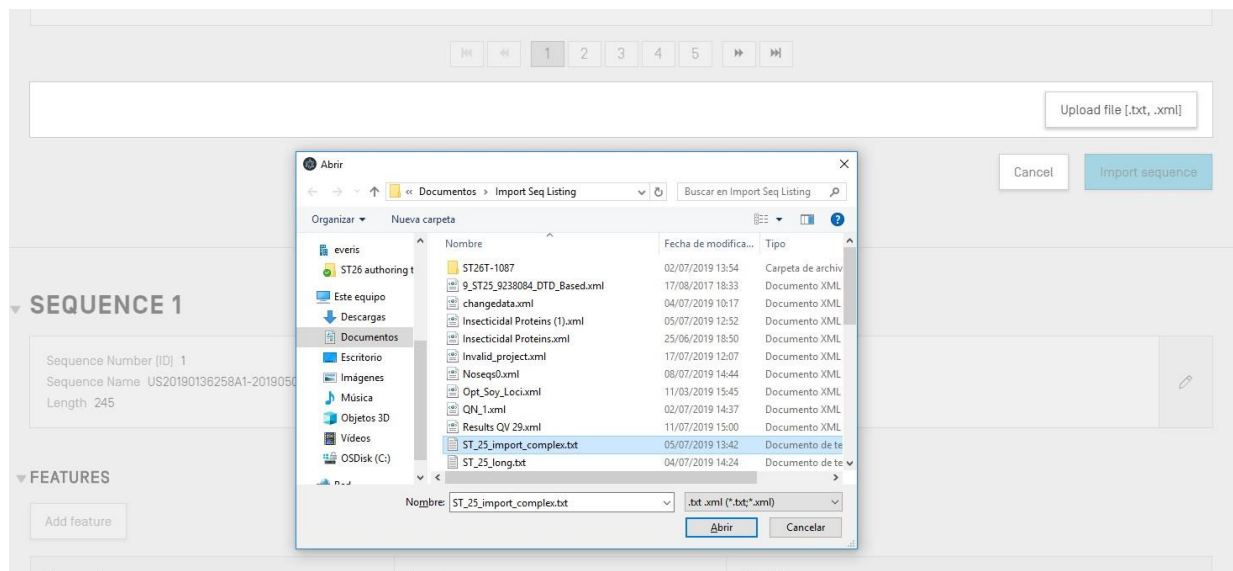 1 2 3 4 5
Upload file [.txt, .xml]
Cancel Import sequence
Abrir
« Documentos › Import Seq Listing
Buscar en Import Seq Listing
Organizar Nueva carpeta
everis
ST26 authoring t
Este equipo
Descargas
Documentos
Escritorio
Imágenes
Música
Objetos 3D
Vídeos
OSDisk (C:)
Nombre Fecha de modifica... Tipo
ST26T-1087 02/07/2019 13:54 Carpeta de archiv
9_ST25_9238084_DTD_Based.xml 17/08/2017 18:33 Documento XML
changedata.xml 04/07/2019 10:17 Documento XML
Insecticidal Proteins (1).xml 05/07/2019 12:52 Documento XML
Insecticidal Proteins.xml 25/06/2019 18:50 Documento XML
Invalid_project.xml 17/07/2019 12:07 Documento XML
Noseqs0.xml 08/07/2019 14:44 Documento XML
Opt_Soy_Loci.xml 11/03/2019 15:45 Documento XML
QN_1.xml 02/07/2019 14:37 Documento XML
Results QV 29.xml 11/07/2019 15:00 Documento XML
ST_25_import_complex.txt 05/07/2019 13:42 Documento de te
ST_25_long.txt 04/07/2019 14:24 Documento de te
Nombre: ST_25_import_complex.txt .txt .xml (*.txt;*.xml)
Abrir Cancelar
SEQUENCE 1
Sequence Number [ID] 1
Sequence Name US20190136258A1-2019050
Length 245
FEATURES
Add feature